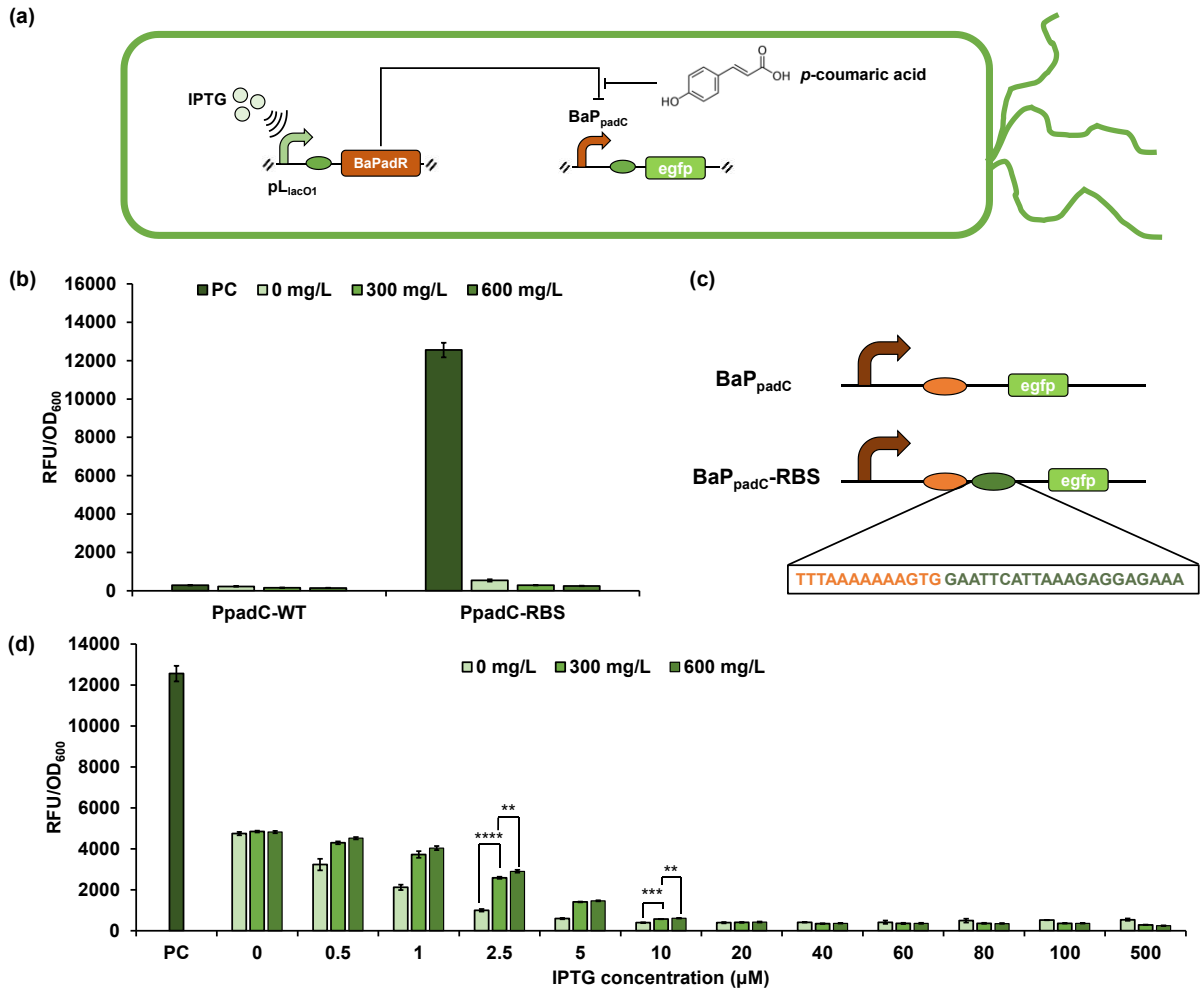 (a)
IPTG
pLlacO1
BaPadR
BaPpadC
egfp
O
OH
HO
p-coumaric acid
(b)
16000
14000
12000
10000
8000
6000
4000
2000
0
RFU/OD600
PC 0 mg/L 300 mg/L 600 mg/L
PpadC-WT PpadC-RBS
(c)
BaPpadC
egfp
BaPpadC-RBS
egfp
TTTAAAAAAAGTG GAATTCATTAAAGAGGAGAAA
(d)
14000
12000
10000
8000
6000
4000
2000
0
RFU/OD600
0 mg/L 300 mg/L 600 mg/L
**
****
**
***
PC 0 0.5 1 2.5 5 10 20 40 60 80 100 500
IPTG concentration (µM)